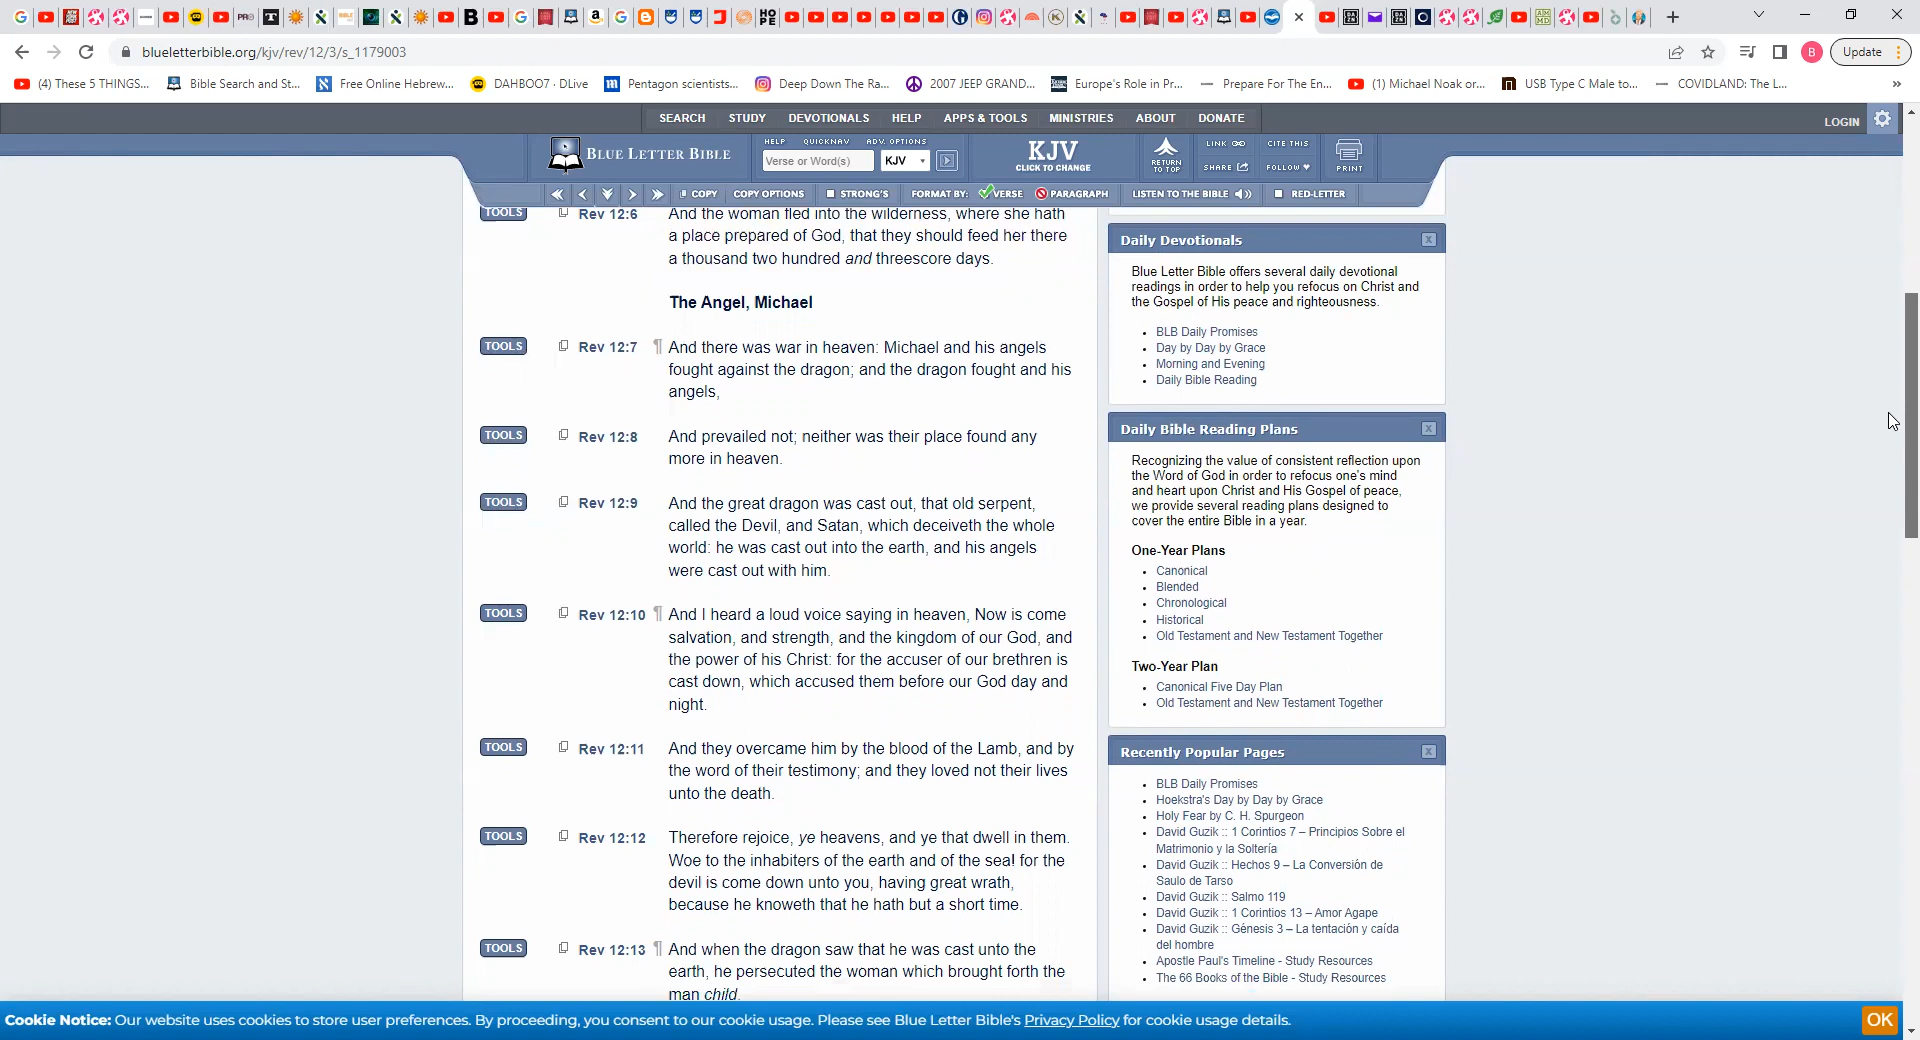 blueletterbible.org/kjv/rev/12/3/s_1179003
Update
(4) These 5 THINGS...
Bible Search and St...
Free Online Hebrew...
DAHBOO7 · DLive
Pentagon scientists...
Deep Down The Ra...
2007 JEEP GRAND...
Europe's Role in Pr...
Prepare For The En...
(1) Michael Noak or...
USB Type C Male to...
COVIDLAND: The L...
SEARCH STUDY DEVOTIONALS HELP APPS & TOOLS MINISTRIES ABOUT DONATE
LOGIN
BLUE LETTER BIBLE
HELP QUICKNAV ADV. OPTIONS
Verse or Word(s)
KJV
KJV
CLICK TO CHANGE
RETURN
TO TOP
LINK
CITE THIS
SHARE
FOLLOW
PRINT
COPY COPY OPTIONS STRONG'S FORMAT BY: VERSE PARAGRAPH LISTEN TO THE BIBLE RED-LETTER
TOOLS Rev 12:6 And the woman fled into the wilderness, where she hath
a place prepared of God, that they should feed her there
a thousand two hundred and threescore days.
The Angel, Michael
TOOLS Rev 12:7 ¶ And there was war in heaven: Michael and his angels
fought against the dragon; and the dragon fought and his
angels,
TOOLS Rev 12:8 And prevailed not; neither was their place found any
more in heaven.
TOOLS Rev 12:9 And the great dragon was cast out, that old serpent,
called the Devil, and Satan, which deceiveth the whole
world: he was cast out into the earth, and his angels
were cast out with him.
TOOLS Rev 12:10 ¶ And I heard a loud voice saying in heaven, Now is come
salvation, and strength, and the kingdom of our God, and
the power of his Christ: for the accuser of our brethren is
cast down, which accused them before our God day and
night.
TOOLS Rev 12:11 And they overcame him by the blood of the Lamb, and by
the word of their testimony; and they loved not their lives
unto the death.
TOOLS Rev 12:12 Therefore rejoice, ye heavens, and ye that dwell in them.
Woe to the inhabiters of the earth and of the sea! for the
devil is come down unto you, having great wrath,
because he knoweth that he hath but a short time.
TOOLS Rev 12:13 ¶ And when the dragon saw that he was cast unto the
earth, he persecuted the woman which brought forth the
man child.
Daily Devotionals
Blue Letter Bible offers several daily devotional
readings in order to help you refocus on Christ and
the Gospel of His peace and righteousness.
BLB Daily Promises
Day by Day by Grace
Morning and Evening
Daily Bible Reading
Daily Bible Reading Plans
Recognizing the value of consistent reflection upon
the Word of God in order to refocus one's mind
and heart upon Christ and His Gospel of peace,
we provide several reading plans designed to
cover the entire Bible in a year.
One-Year Plans
Canonical
Blended
Chronological
Historical
Old Testament and New Testament Together
Two-Year Plan
Canonical Five Day Plan
Old Testament and New Testament Together
Recently Popular Pages
BLB Daily Promises
Hoekstra's Day by Day by Grace
Holy Fear by C. H. Spurgeon
David Guzik :: 1 Corintios 7 – Principios Sobre el
Matrimonio y la Soltería
David Guzik :: Hechos 9 – La Conversión de
Saulo de Tarso
David Guzik :: Salmo 119
David Guzik :: 1 Corintios 13 – Amor Agape
David Guzik :: Génesis 3 – La tentación y caída
del hombre
Apostle Paul's Timeline - Study Resources
The 66 Books of the Bible - Study Resources
Cookie Notice: Our website uses cookies to store user preferences. By proceeding, you consent to our cookie usage. Please see Blue Letter Bible's Privacy Policy for cookie usage details.
OK